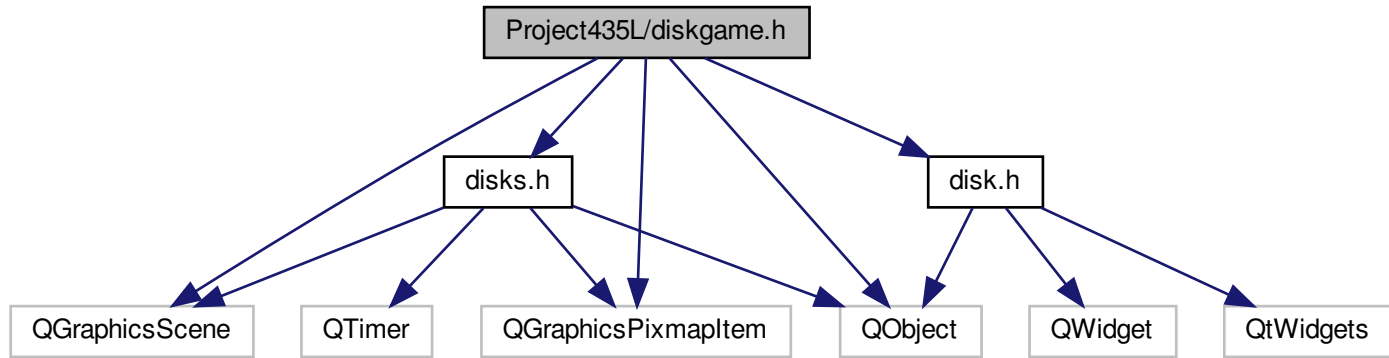 Project435L/diskgame.h
disks.h
disk.h
QGraphicsScene
QTimer
QGraphicsPixmapItem
QObject
QWidget
QtWidgets